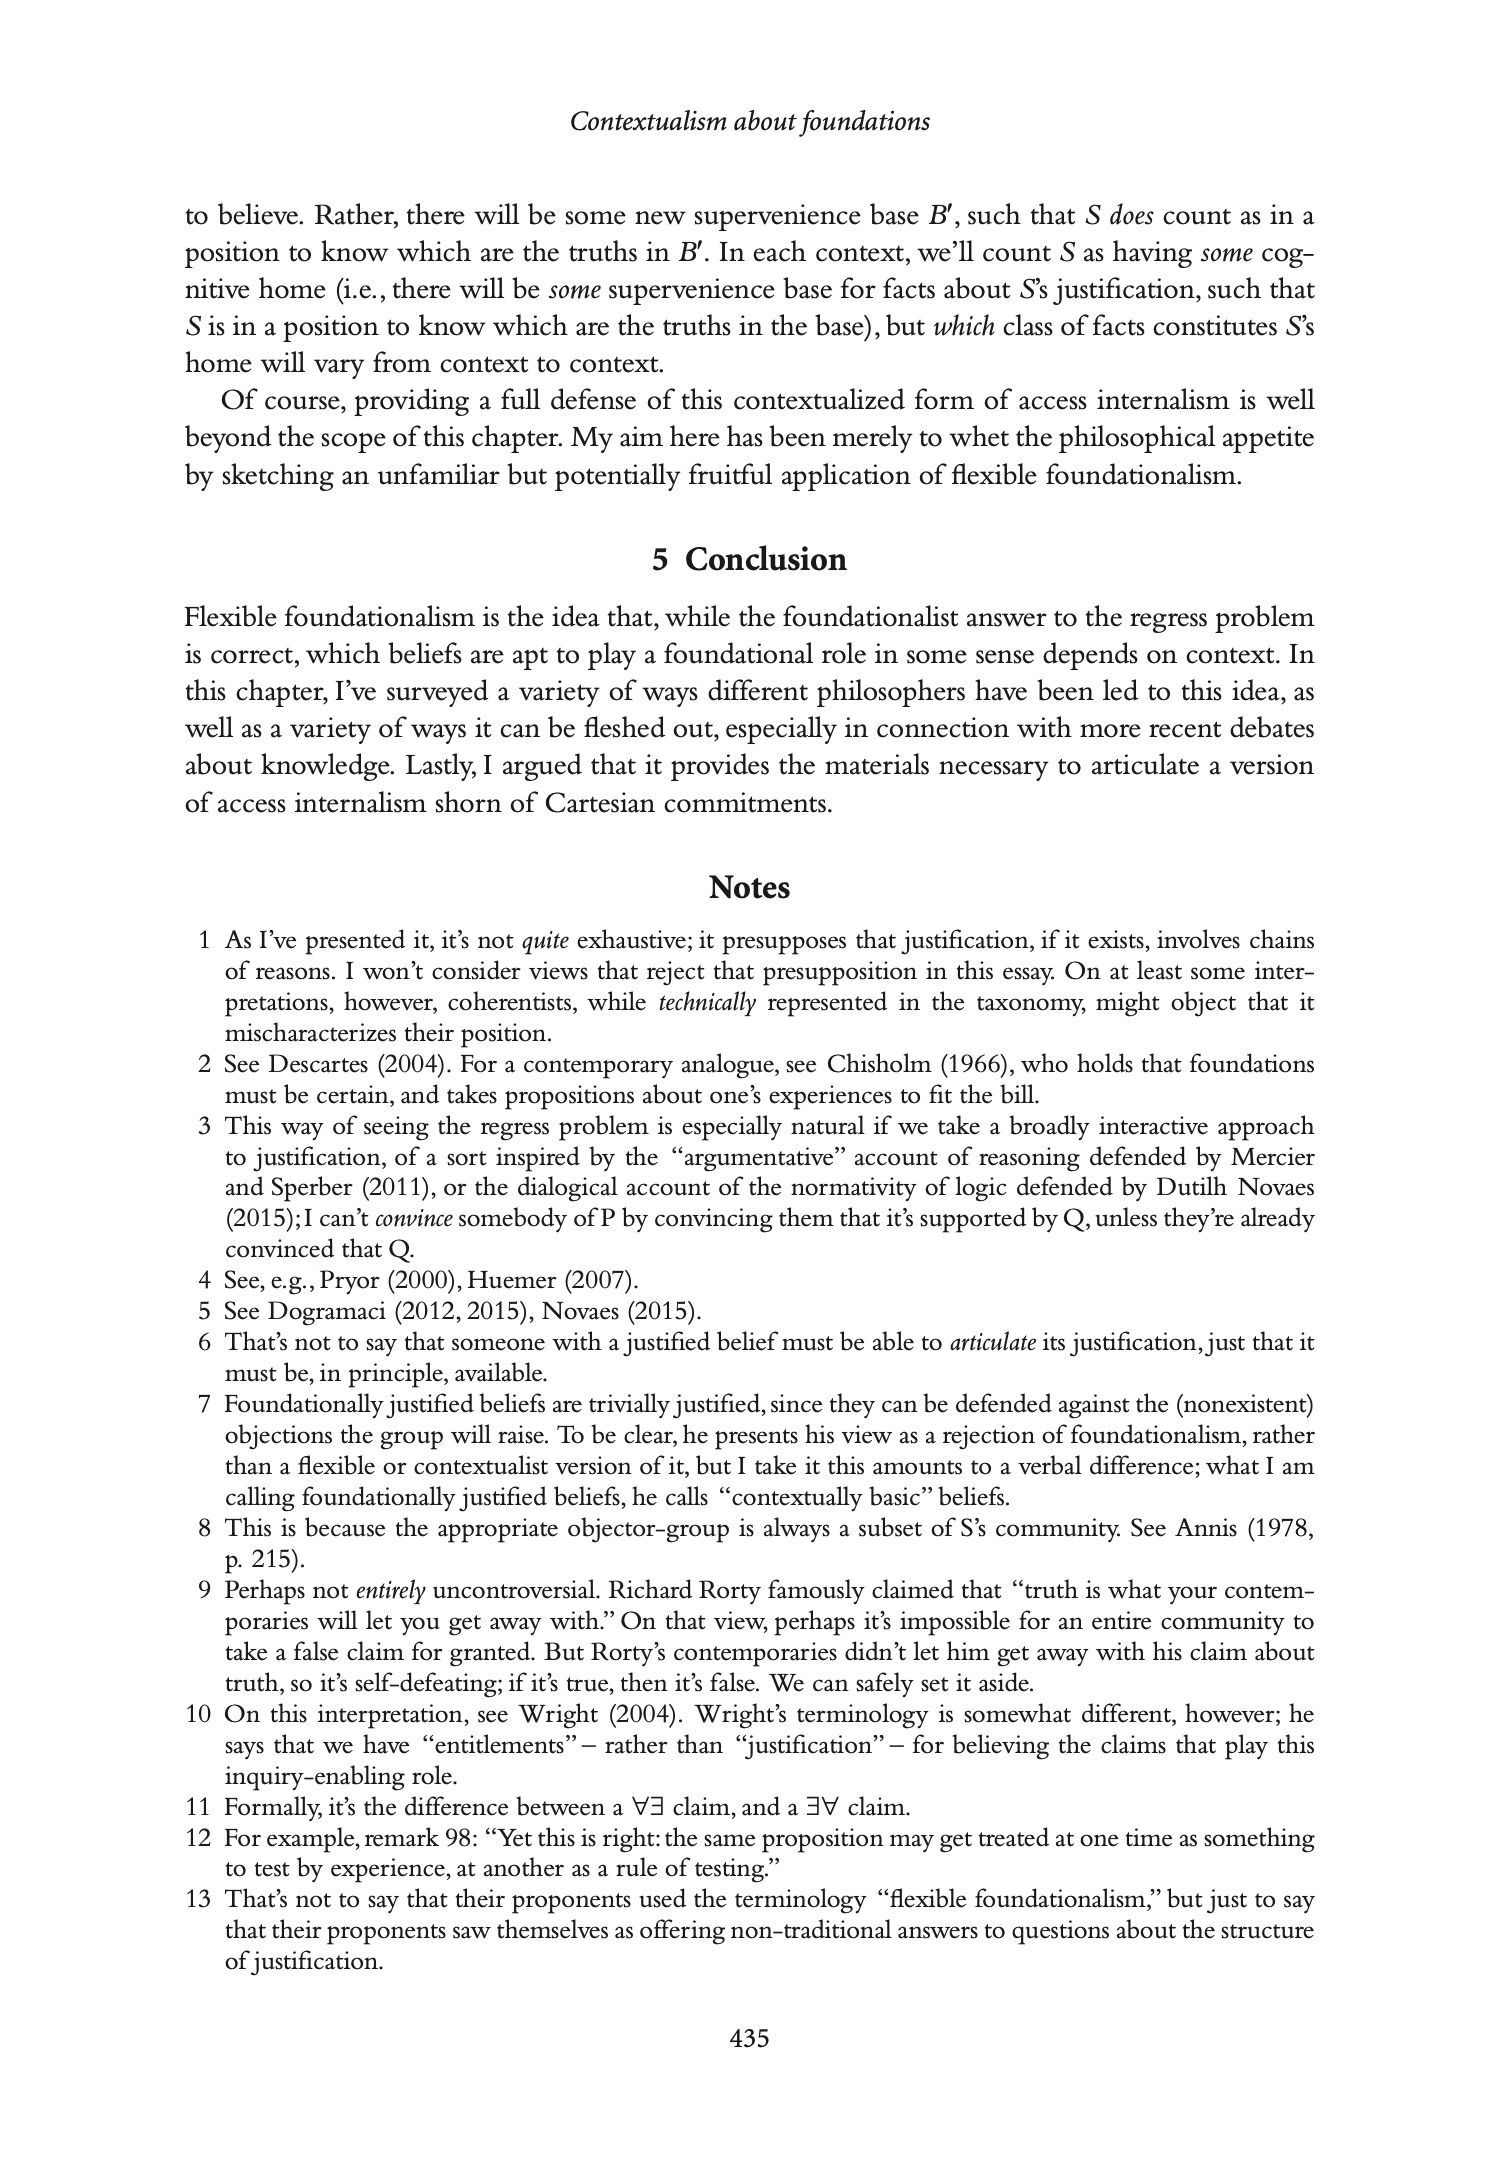 Contextualism about foundations
to believe. Rather, there will be some new supervenience base B′, such that S does count as in a
position to know which are the truths in B′. In each context, we’ll count S as having some cog-
nitive home (i.e., there will be some supervenience base for facts about S’s justification, such that
S is in a position to know which are the truths in the base), but which class of facts constitutes S’s
home will vary from context to context.
Of course, providing a full defense of this contextualized form of access internalism is well
beyond the scope of this chapter. My aim here has been merely to whet the philosophical appetite
by sketching an unfamiliar but potentially fruitful application of flexible foundationalism.
5 Conclusion
Flexible foundationalism is the idea that, while the foundationalist answer to the regress problem
is correct, which beliefs are apt to play a foundational role in some sense depends on context. In
this chapter, I’ve surveyed a variety of ways different philosophers have been led to this idea, as
well as a variety of ways it can be fleshed out, especially in connection with more recent debates
about knowledge. Lastly, I argued that it provides the materials necessary to articulate a version
of access internalism shorn of Cartesian commitments.
Notes
1 As I’ve presented it, it’s not quite exhaustive; it presupposes that justification, if it exists, involves chains
of reasons. I won’t consider views that reject that presupposition in this essay. On at least some inter-
pretations, however, coherentists, while technically represented in the taxonomy, might object that it
mischaracterizes their position.
2 See Descartes (2004). For a contemporary analogue, see Chisholm (1966), who holds that foundations
must be certain, and takes propositions about one’s experiences to fit the bill.
3 This way of seeing the regress problem is especially natural if we take a broadly interactive approach
to justification, of a sort inspired by the “argumentative” account of reasoning defended by Mercier
and Sperber (2011), or the dialogical account of the normativity of logic defended by Dutilh Novaes
(2015); I can’t convince somebody of P by convincing them that it’s supported by Q, unless they’re already
convinced that Q.
4 See, e.g., Pryor (2000), Huemer (2007).
5 See Dogramaci (2012, 2015), Novaes (2015).
6 That’s not to say that someone with a justified belief must be able to articulate its justification, just that it
must be, in principle, available.
7 Foundationally justified beliefs are trivially justified, since they can be defended against the (nonexistent)
objections the group will raise. To be clear, he presents his view as a rejection of foundationalism, rather
than a flexible or contextualist version of it, but I take it this amounts to a verbal difference; what I am
calling foundationally justified beliefs, he calls “contextually basic” beliefs.
8 This is because the appropriate objector-group is always a subset of S’s community. See Annis (1978,
p. 215).
9 Perhaps not entirely uncontroversial. Richard Rorty famously claimed that “truth is what your contem-
poraries will let you get away with.” On that view, perhaps it’s impossible for an entire community to
take a false claim for granted. But Rorty’s contemporaries didn’t let him get away with his claim about
truth, so it’s self-defeating; if it’s true, then it’s false. We can safely set it aside.
10 On this interpretation, see Wright (2004). Wright’s terminology is somewhat different, however; he
says that we have “entitlements” – rather than “justification” – for believing the claims that play this
inquiry-enabling role.
11 Formally, it’s the difference between a ∀∃ claim, and a ∃∀ claim.
12 For example, remark 98: “Yet this is right: the same proposition may get treated at one time as something
to test by experience, at another as a rule of testing.”
13 That’s not to say that their proponents used the terminology “flexible foundationalism,” but just to say
that their proponents saw themselves as offering non-traditional answers to questions about the structure
of justification.
435